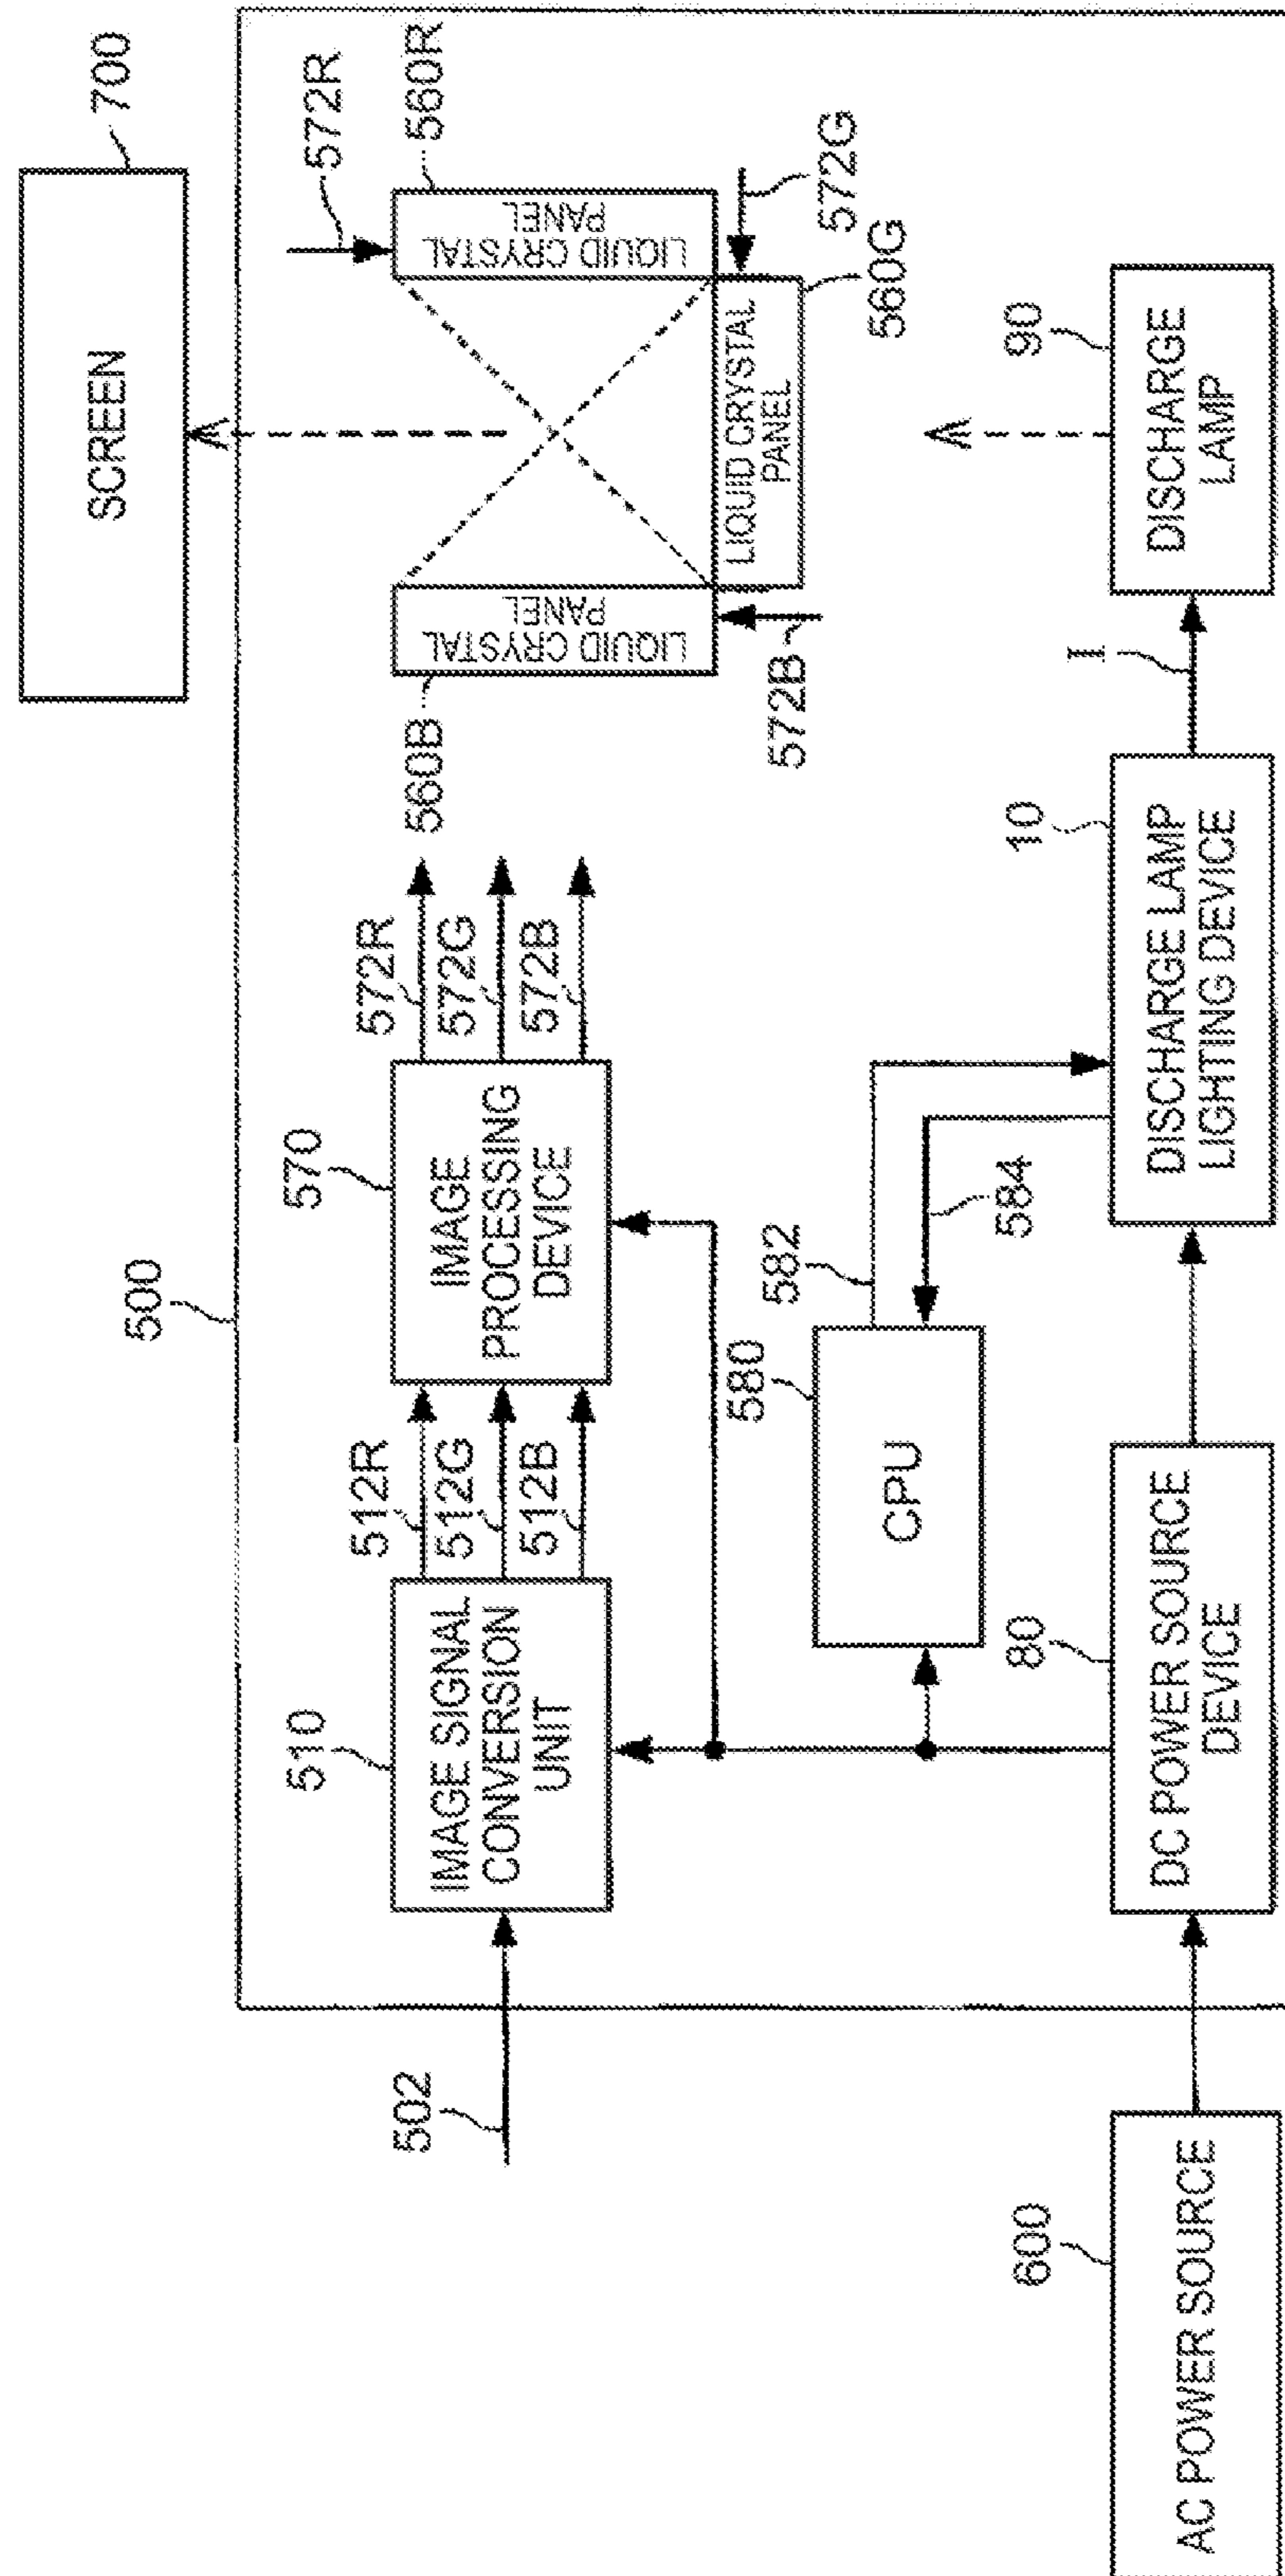 700
SCREEN
500
572R
560R
LIQUID CRYSTAL
PANEL
572G
560G
LIQUID CRYSTAL
PANEL
560B
LIQUID CRYSTAL
PANEL
572B
502
510
IMAGE SIGNAL
CONVERSION
UNIT
512R
512G
512B
570
IMAGE
PROCESSING
DEVICE
572R
572G
572B
580
CPU
582
584
600
AC POWER SOURCE
80
DC POWER SOURCE
DEVICE
10
DISCHARGE LAMP
LIGHTING DEVICE
I
90
DISCHARGE
LAMP